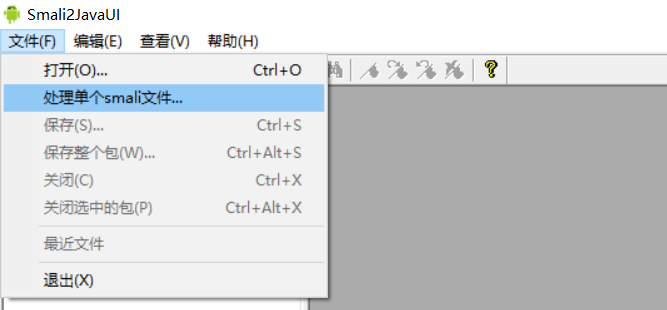 Smali2JavaUI
文件(F) 编辑(E) 查看(V) 帮助(H)
打开(O)... Ctrl+O
处理单个smali文件...
保存(S)... Ctrl+S
保存整个包(W)... Ctrl+Alt+S
关闭(C) Ctrl+X
关闭选中的包(P) Ctrl+Alt+X
最近文件
退出(X)